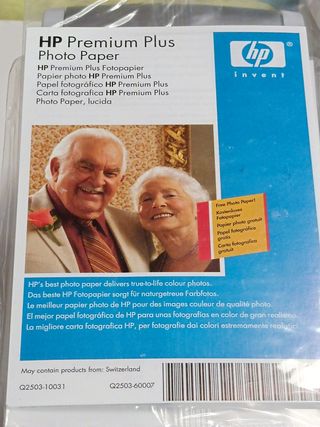 HP Premium Plus
Photo Paper
HP Premium Plus Fotopapier
Papier photo HP Premium Plus
Papel fotográfico HP Premium Plus
Carta fotografica HP Premium Plus
Photo Paper, lucida
hp
invent
Free Photo Paper!
Kostenloses
Fotopapier
Papier photo gratuit
Papel fotográfico
gratis
Carta fotografica
gratuit
HP's best photo paper delivers true-to-life colour photos.
Das beste HP Fotopapier sorgt für naturgetreue Farbfotos.
Le meilleur papier photo de HP pour des images couleur de qualité photo.
El mejor papel fotográfico de HP para unas fotografías en color de gran realismo.
La migliore carta fotografica HP, per fotografie dai colori estremamente realistici.
May contain products from: Switzerland
Q2503-10031
Q2503-60007